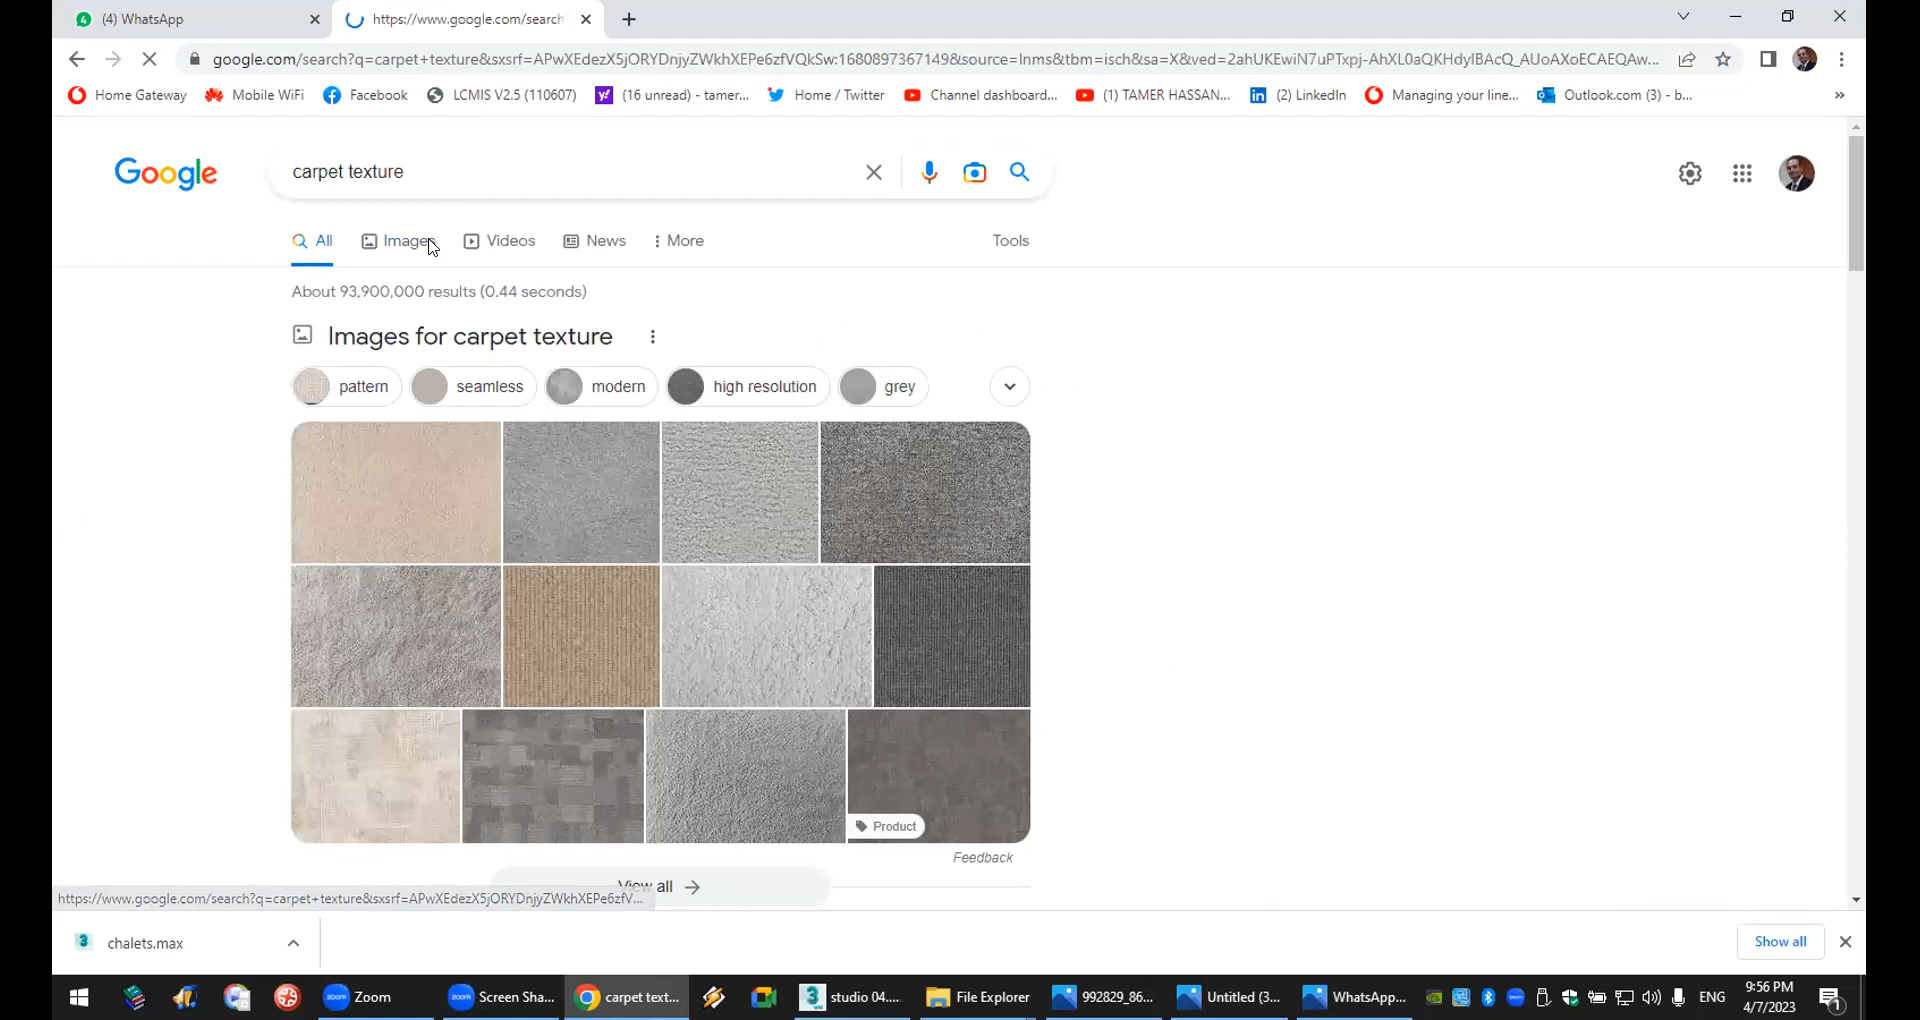 (4) WhatsApp
https://www.google.com/search
google.com/search?q=carpet+texture&sxsrf=APwXEdezX5jORYDnjyZWkhXEPe6zfVQkSw:1680897367149&source=lnms&tbm=isch&sa=X&ved=2ahUKEwiN7uPTxpj-AhXL0aQKHdyIBAcQ_AUoAXoECAEQAw...
Home Gateway Mobile WiFi Facebook LCMIS V2.5 (110607) (16 unread) - tamer... Home / Twitter Channel dashboard... (1) TAMER HASSAN... (2) LinkedIn Managing your line... Outlook.com (3) - b... »
Google carpet texture
All Images Videos News More Tools
About 93,900,000 results (0.44 seconds)
Images for carpet texture
pattern seamless modern high resolution grey
Product
Feedback
View all
https://www.google.com/search?q=carpet+texture&sxsrf=APwXEdezX5jORYDnjyZWkhXEPe6zfV...
chalets.max Show all
Zoom Screen Sha... carpet text... studio 04.... File Explorer 992829_86... Untitled (3... WhatsApp... ENG 9:56 PM
4/7/2023